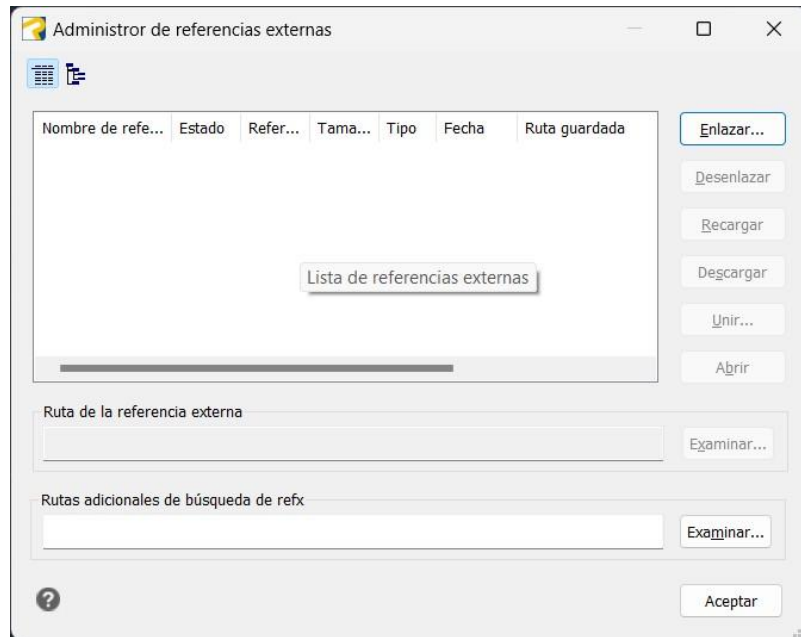 Administror de referencias externas
Nombre de refe... Estado Refer... Tama... Tipo Fecha Ruta guardada
Enlazar...
Desenlazar
Recargar
Lista de referencias externas
Descargar
Unir...
Abrir
Ruta de la referencia externa
Examinar...
Rutas adicionales de búsqueda de refx
Examinar...
?
Aceptar